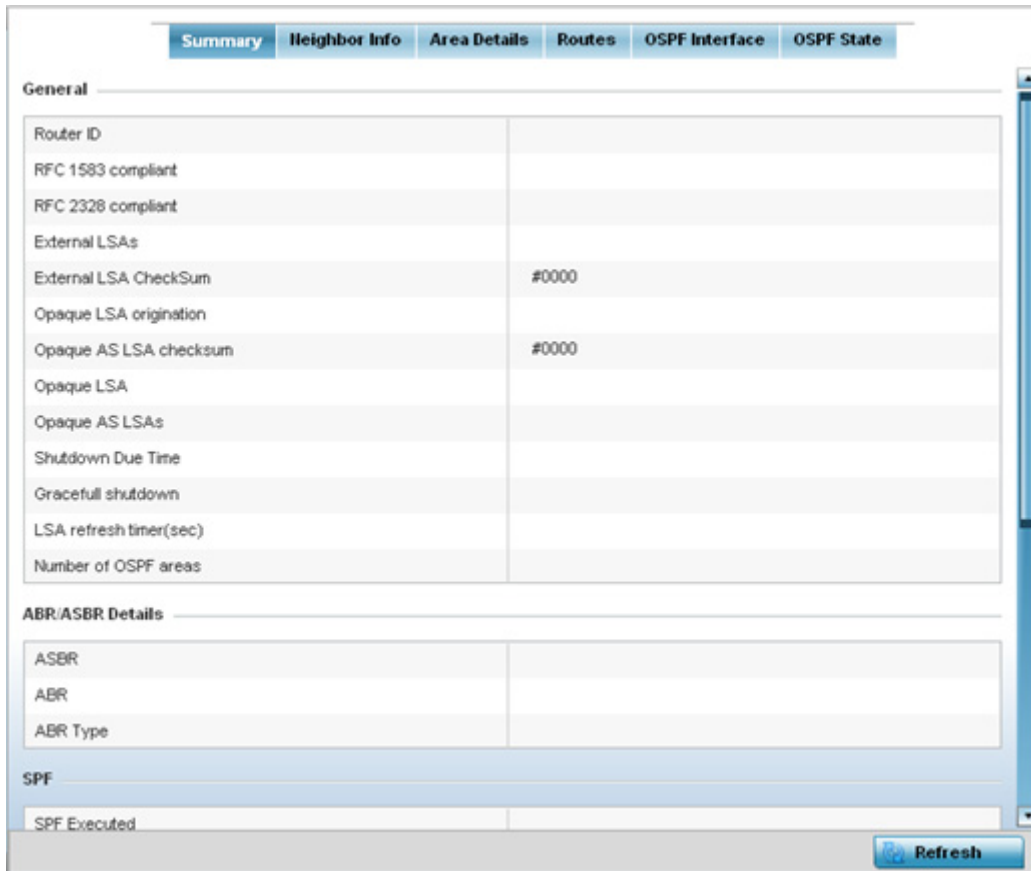 Summary Neighbor Info Area Details Routes OSPF Interface OSPF State
General
Router ID
RFC 1583 compliant
RFC 2328 compliant
External LSAs
External LSA CheckSum #0000
Opaque LSA origination
Opaque AS LSA checksum #0000
Opaque LSA
Opaque AS LSAs
Shutdown Due Time
Gracefull shutdown
LSA refresh timer(sec)
Number of OSPF areas
ABR/ASBR Details
ASBR
ABR
ABR Type
SPF
SPF Executed
Refresh